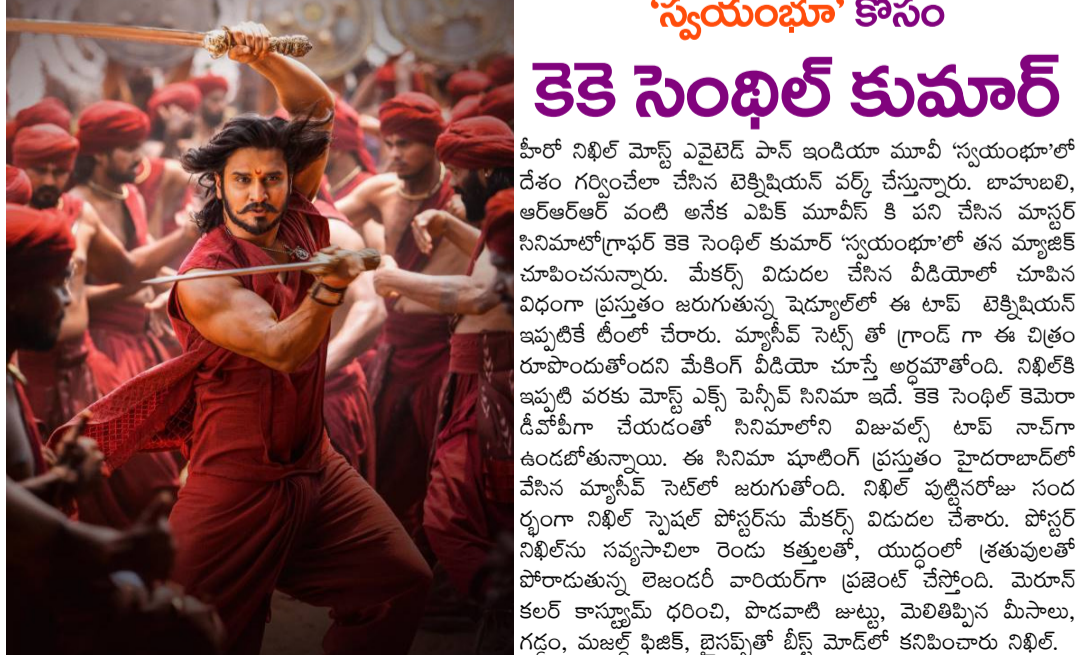 ‘స్వయంభూ’ కోసం
కెకె సెంథిల్ కుమార్
హీరో నిఖిల్ మోస్ట్ ఎవైటెడ్ పాన్ ఇండియా మూవీ ‘స్వయంభూ’లో
దేశం గర్వించేలా చేసిన టెక్నిషియన్ వర్క్ చేస్తున్నారు. బాహుబలి,
ఆర్ఆర్ఆర్ వంటి అనేక ఎపిక్ మూవీస్ కి పని చేసిన మాస్టర్
సినిమాటోగ్రాఫర్ కెకె సెంథిల్ కుమార్ ‘స్వయంభూ’లో తన మ్యాజిక్
చూపించనున్నారు. మేకర్స్ విడుదల చేసిన వీడియోలో చూపిన
విధంగా ప్రస్తుతం జరుగుతున్న షెడ్యూల్‌లో ఈ టాప్ టెక్నిషియన్
ఇప్పటికే టీంలో చేరారు. మ్యాసీవ్ సెట్స్ తో గ్రాండ్ గా ఈ చిత్రం
రూపొందుతోందని మేకింగ్ వీడియో చూస్తే అర్ధమౌతోంది. నిఖిల్‌కి
ఇప్పటి వరకు మోస్ట్ ఎక్స్ పెన్సీవ్ సినిమా ఇదే. కెకె సెంథిల్ కెమెరా
డీవోపీగా చేయడంతో సినిమాలోని విజువల్స్ టాప్ నాచ్‌గా
ఉండబోతున్నాయి. ఈ సినిమా షూటింగ్ ప్రస్తుతం హైదరాబాద్‌లో
వేసిన మ్యాసీవ్ సెట్‌లో జరుగుతోంది. నిఖిల్ పుట్టినరోజు సంద
ర్భంగా నిఖిల్ స్పెషల్ పోస్టర్‌ను మేకర్స్ విడుదల చేశారు. పోస్టర్
నిఖిల్‌ను సవ్యసాచిలా రెండు కత్తులతో, యుద్ధంలో శ్రతువులతో
పోరాడుతున్న లెజండరీ వారియర్‌గా ప్రజెంట్ చేస్తోంది. మెరూన్
కలర్ కాస్ట్యూమ్ ధరించి, పొడవాటి జుట్టు, మెలితిప్పిన మీసాలు,
గడ్డం, మజల్డ్ ఫిజిక్, బైసప్స్‌తో బీస్ట్ మోడ్‌లో కనిపించారు నిఖిల్.